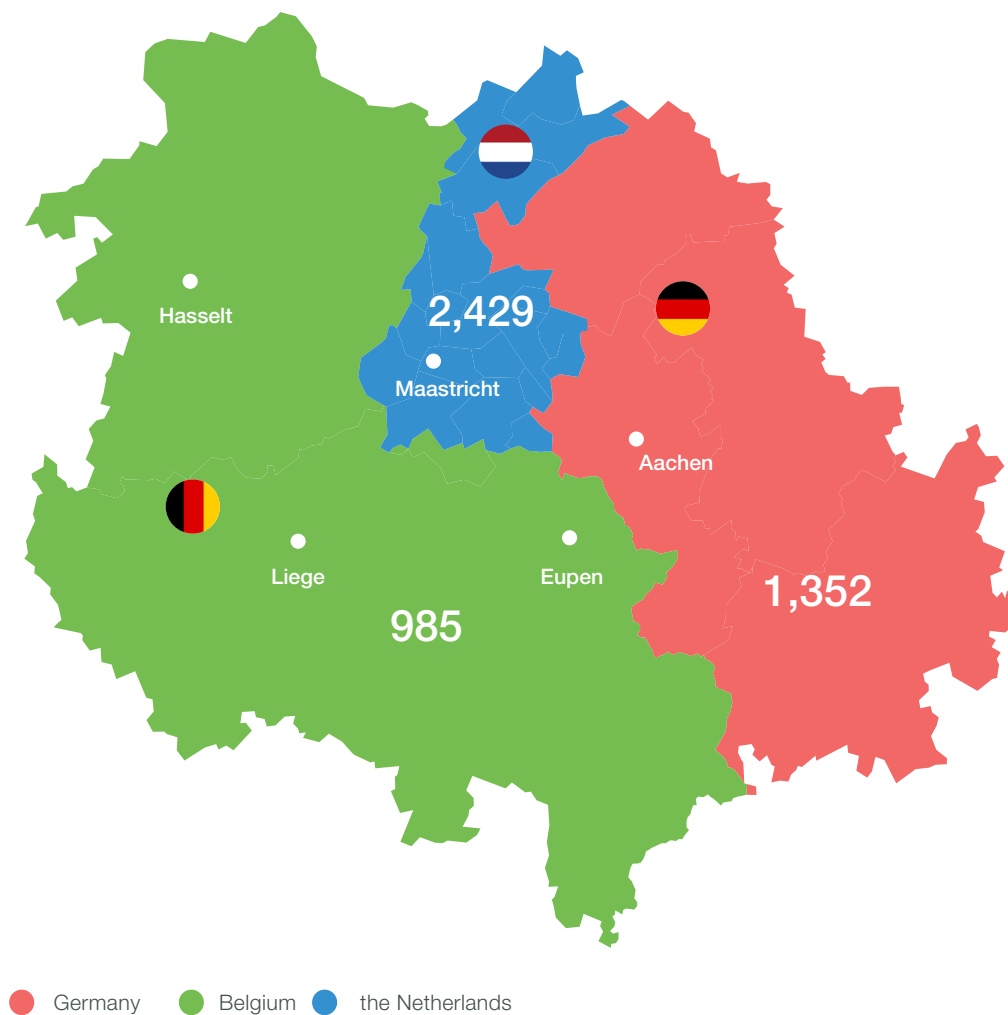 Hasselt
2,429
Maastricht
Aachen
Liege
Eupen
1,352
985
Germany
Belgium
the Netherlands